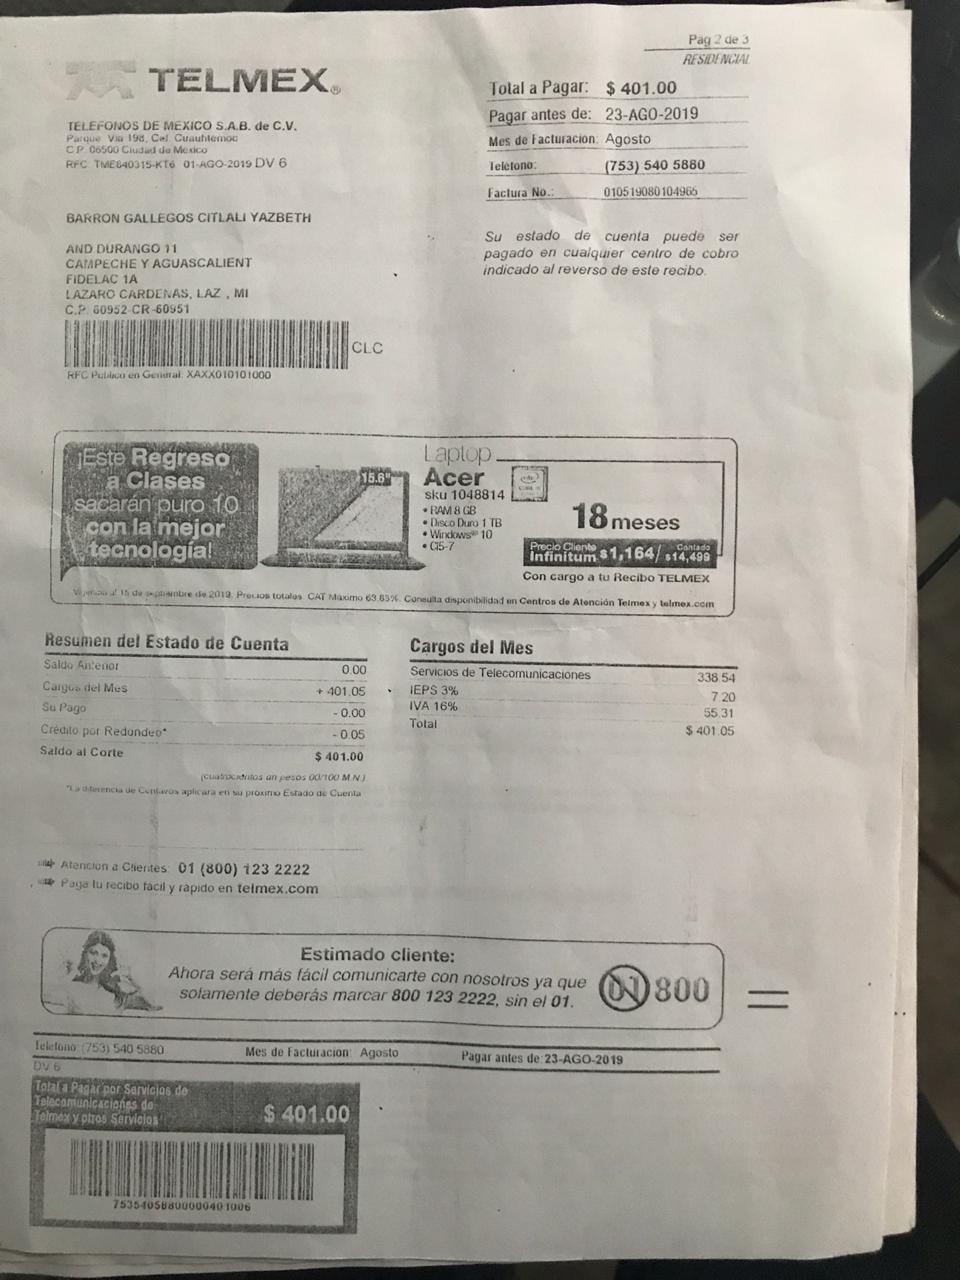 Pag 2 de 3
RESIDENCIAL
TELMEX®
TELEFONOS DE MEXICO S.A.B. de C.V.
Parque Via 198, Col. Cuauhtemoc
C.P. 06500 Ciudad de Mexico
RFC TME840315-KT6 01-AGO-2019 DV 6
Total a Pagar: $ 401.00
Pagar antes de: 23-AGO-2019
Mes de Facturación: Agosto
Teléfono: (753) 540 5880
Factura No.: 010519080104965
BARRON GALLEGOS CITLALI YAZBETH
AND DURANGO 11
CAMPECHE Y AGUASCALIENT
FIDELAC 1A
LAZARO CARDENAS, LAZ , MI
C.P. 60952-CR -60951
Su estado de cuenta puede ser
pagado en cualquier centro de cobro
indicado al reverso de este recibo.
CLC
RFC Publico en General: XAXX010101000
¡Este Regreso
a Clases
sacarán puro 10
con la mejor
tecnología!
15.6"
Laptop
Acer
sku 1048814
• RAM 8 GB
• Disco Duro 1 TB
• Windows® 10
• Ci5-7
18 meses
Precio Cliente
Infinitum $1,164/ Contado $14,499
Con cargo a tu Recibo TELMEX
Vigencia al 15 de septiembre de 2019. Precios totales. CAT Máximo 63.83%. Consulta disponibilidad en Centros de Atención Telmex y telmex.com
Resumen del Estado de Cuenta
Saldo Anterior 0.00
Cargos del Mes + 401.05
Su Pago - 0.00
Crédito por Redondeo* - 0.05
Saldo al Corte $ 401.00
(cuatrocientos un pesos 00/100 M.N.)
*La diferencia de Centavos aplicara en su proximo Estado de Cuenta
Cargos del Mes
Servicios de Telecomunicaciones 338.54
IEPS 3% 7.20
IVA 16% 55.31
Total $ 401.05
Atencion a Clientes: 01 (800) 123 2222
Paga tu recibo fácil y rápido en telmex.com
Estimado cliente:
Ahora será más fácil comunicarte con nosotros ya que
solamente deberás marcar 800 123 2222, sin el 01.
01 800
Teléfono: (753) 540 5880 Mes de Facturación: Agosto Pagar antes de: 23-AGO-2019
DV 6
Total a Pagar por Servicios de
Telecomunicaciones de
Telmex y otros Servicios
$ 401.00
75354058800000401006